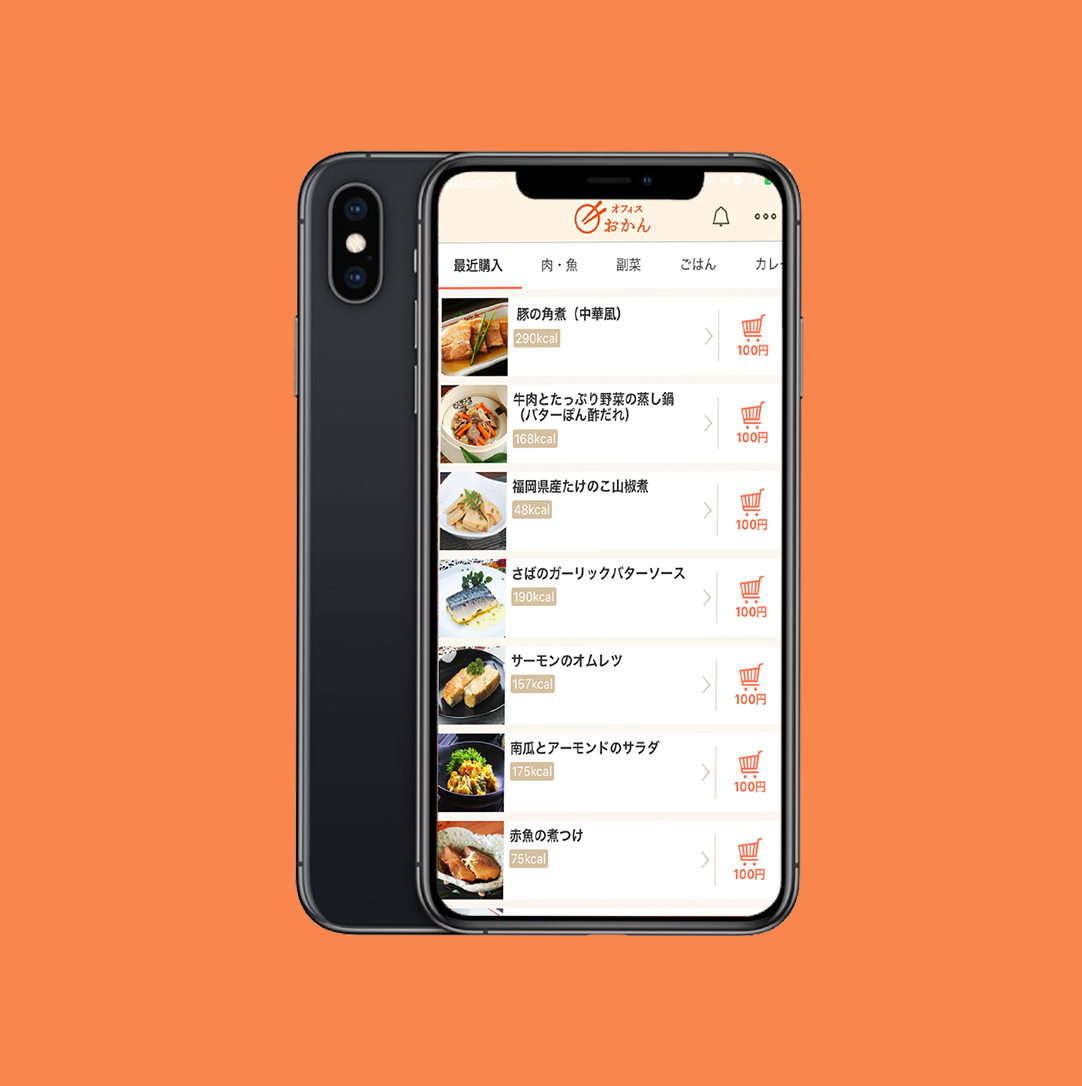 docomo
オフィス
おかん
最近購入 肉・魚 副菜 ごはん カレー
豚の角煮（中華風）
290kcal
100円
牛肉とたっぷり野菜の蒸し鍋
（バターぽん酢だれ）
168kcal
100円
福岡県産たけのこ山椒煮
48kcal
100円
さばのガーリックバターソース
190kcal
100円
サーモンのオムレツ
157kcal
100円
南瓜とアーモンドのサラダ
175kcal
100円
赤魚の煮つけ
75kcal
100円